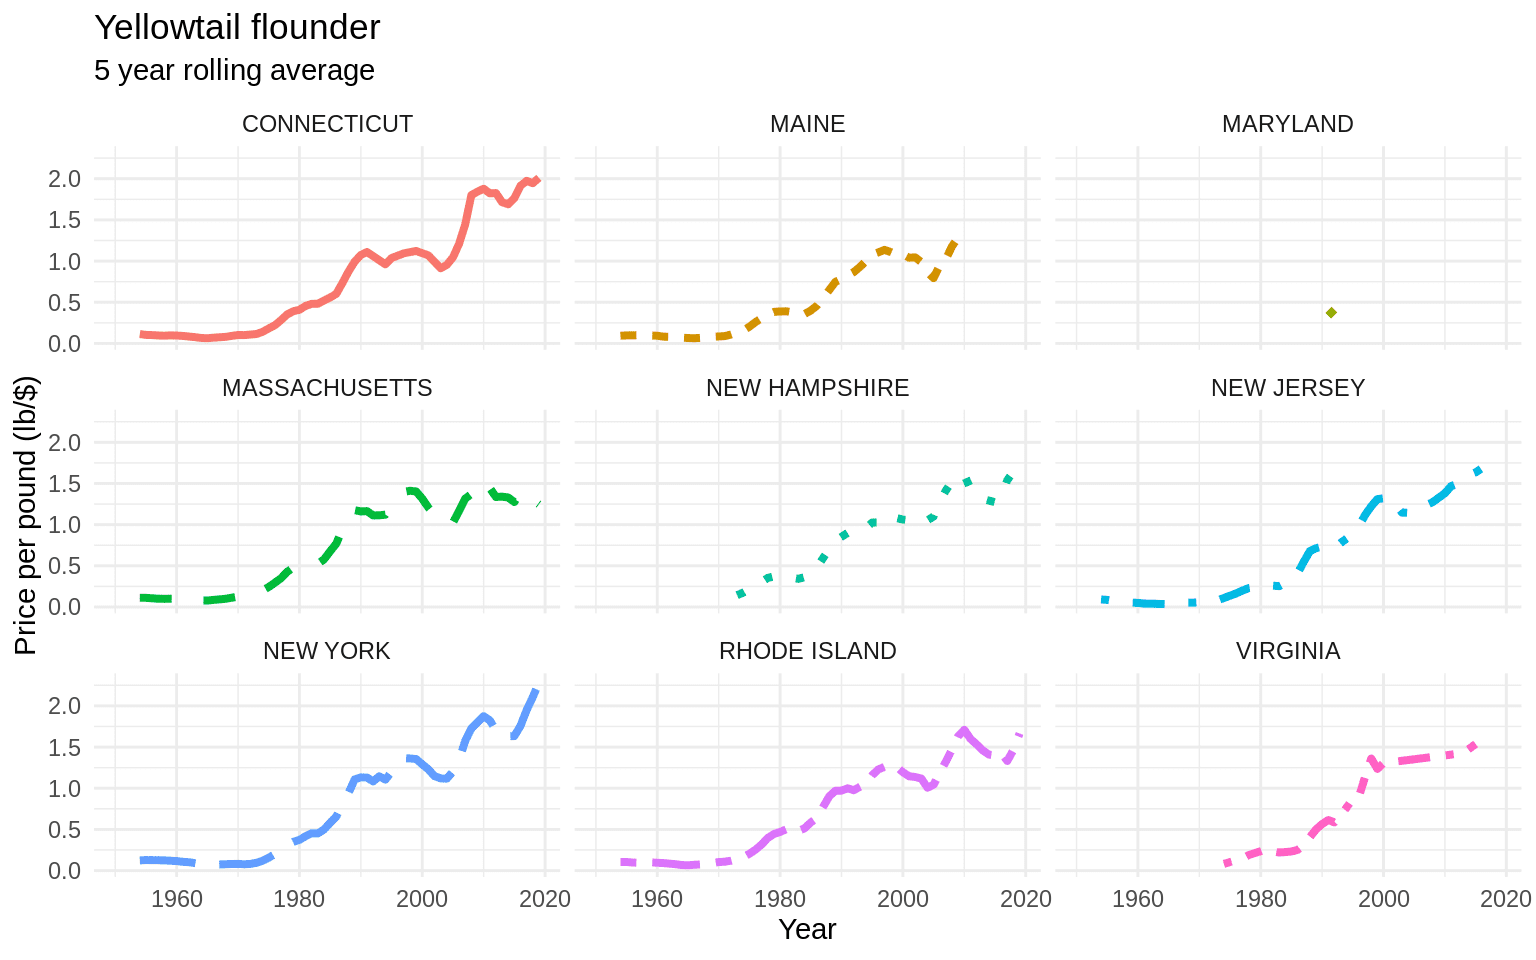 Yellowtail flounder
5 year rolling average
CONNECTICUT MAINE MARYLAND
2.0
1.5
1.0
0.5
0.0
MASSACHUSETTS NEW HAMPSHIRE NEW JERSEY
2.0
1.5
1.0
0.5
0.0
NEW YORK RHODE ISLAND VIRGINIA
2.0
1.5
1.0
0.5
0.0
Price per pound (lb/$)
1960 1980 2000 2020 1960 1980 2000 2020 1960 1980 2000 2020
Year